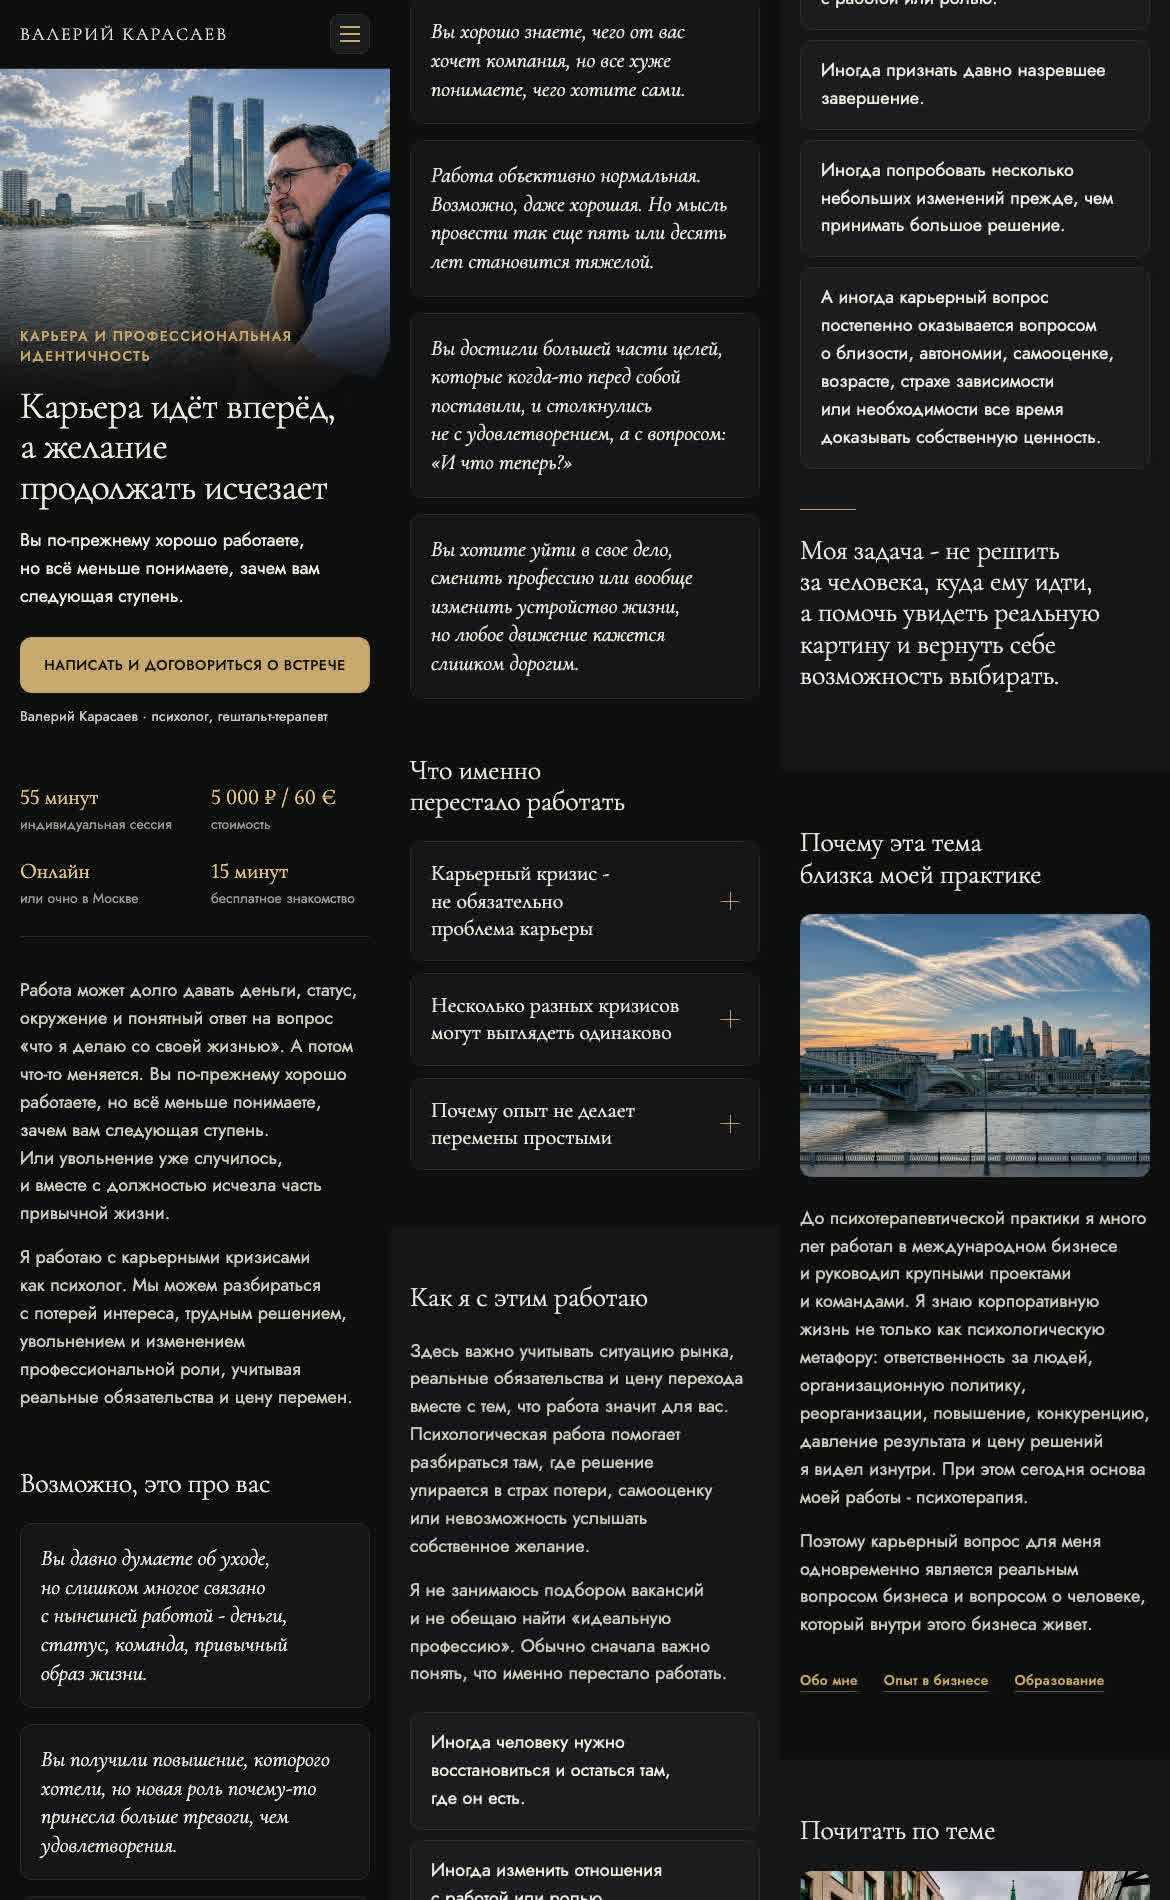 ВАЛЕРИЙ КАРАСАЕВ
КАРЬЕРА И ПРОФЕССИОНАЛЬНАЯ
ИДЕНТИЧНОСТЬ
Карьера идёт вперёд,
а желание
продолжать исчезает
Вы по-прежнему хорошо работаете,
но всё меньше понимаете, зачем вам
следующая ступень.
НАПИСАТЬ И ДОГОВОРИТЬСЯ О ВСТРЕЧЕ
Валерий Карасаев · психолог, гештальт-терапевт
55 минут
индивидуальная сессия
5 000 ₽ / 60 €
стоимость
Онлайн
или очно в Москве
15 минут
бесплатное знакомство
Работа может долго давать деньги, статус,
окружение и понятный ответ на вопрос
«что я делаю со своей жизнью». А потом
что-то меняется. Вы по-прежнему хорошо
работаете, но всё меньше понимаете,
зачем вам следующая ступень.
Или увольнение уже случилось,
и вместе с должностью исчезла часть
привычной жизни.
Я работаю с карьерными кризисами
как психолог. Мы можем разбираться
с потерей интереса, трудным решением,
увольнением и изменением
профессиональной роли, учитывая
реальные обязательства и цену перемен.
Возможно, это про вас
Вы давно думаете об уходе,
но слишком многое связано
с нынешней работой - деньги,
статус, команда, привычный
образ жизни.
Вы получили повышение, которого
хотели, но новая роль почему-то
принесла больше тревоги, чем
удовлетворения.
Вы хорошо знаете, чего от вас
хочет компания, но все хуже
понимаете, чего хотите сами.
Работа объективно нормальная.
Возможно, даже хорошая. Но мысль
провести так еще пять или десять
лет становится тяжелой.
Вы достигли большей части целей,
которые когда-то перед собой
поставили, и столкнулись
не с удовлетворением, а с вопросом:
«И что теперь?»
Вы хотите уйти в свое дело,
сменить профессию или вообще
изменить устройство жизни,
но любое движение кажется
слишком дорогим.
Что именно
перестало работать
Карьерный кризис -
не обязательно
проблема карьеры
Несколько разных кризисов
могут выглядеть одинаково
Почему опыт не делает
перемены простыми
Как я с этим работаю
Здесь важно учитывать ситуацию рынка,
реальные обязательства и цену перехода
вместе с тем, что работа значит для вас.
Психологическая работа помогает
разбираться там, где решение
упирается в страх потери, самооценку
или невозможность услышать
собственное желание.
Я не занимаюсь подбором вакансий
и не обещаю найти «идеальную
профессию». Обычно сначала важно
понять, что именно перестало работать.
Иногда человеку нужно
восстановиться и остаться там,
где он есть.
Иногда изменить отношения
с работой или ролью.
с работой или ролью.
Иногда признать давно назревшее
завершение.
Иногда попробовать несколько
небольших изменений прежде, чем
принимать большое решение.
А иногда карьерный вопрос
постепенно оказывается вопросом
о близости, автономии, самооценке,
возрасте, страхе зависимости
или необходимости все время
доказывать собственную ценность.
Моя задача - не решить
за человека, куда ему идти,
а помочь увидеть реальную
картину и вернуть себе
возможность выбирать.
Почему эта тема
близка моей практике
До психотерапевтической практики я много
лет работал в международном бизнесе
и руководил крупными проектами
и командами. Я знаю корпоративную
жизнь не только как психологическую
метафору: ответственность за людей,
организационную политику,
реорганизации, повышение, конкуренцию,
давление результата и цену решений
я видел изнутри. При этом сегодня основа
моей работы - психотерапия.
Поэтому карьерный вопрос для меня
одновременно является реальным
вопросом бизнеса и вопросом о человеке,
который внутри этого бизнеса живет.
Обо мне
Опыт в бизнесе
Образование
Почитать по теме